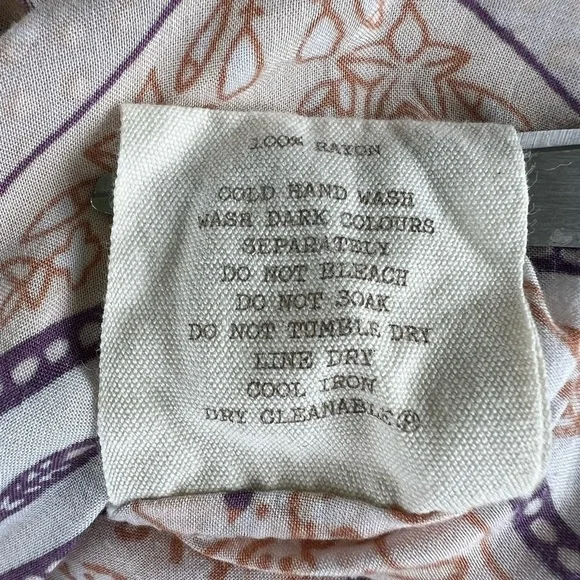 100% RAYON
COLD HAND WASH
WASH DARK COLOURS
SEPARATELY
DO NOT BLEACH
DO NOT SOAK
DO NOT TUMBLE DRY
LINE DRY
COOL IRON
DRY CLEANABLE Ⓟ